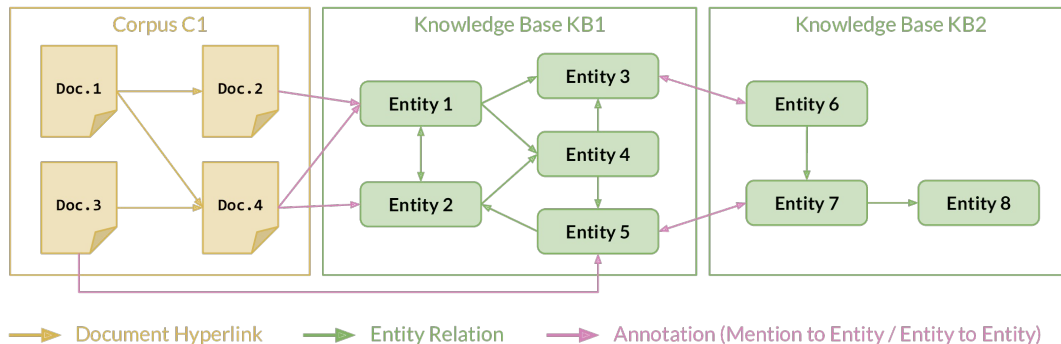 Corpus C1
Knowledge Base KB1
Knowledge Base KB2
Doc.1
Doc.2
Doc.3
Doc.4
Entity 1
Entity 2
Entity 3
Entity 4
Entity 5
Entity 6
Entity 7
Entity 8
Document Hyperlink
Entity Relation
Annotation (Mention to Entity / Entity to Entity)